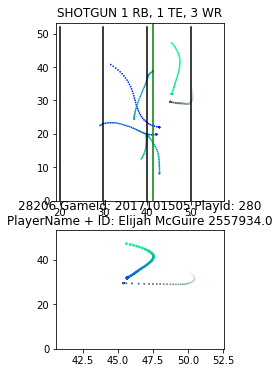 SHOTGUN 1 RB, 1 TE, 3 WR
50
40
30
20
10
0
20 30 40 50
28206 GameId: 2017101505 PlayId: 280
PlayerName + ID: Elijah McGuire 2557934.0
40
20
0
42.5 45.0 47.5 50.0 52.5